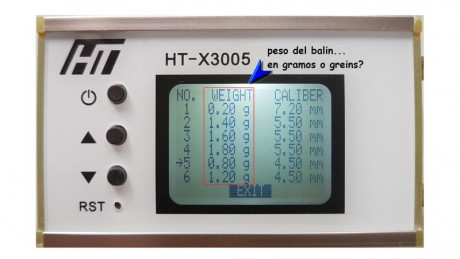 HT
HT-X3005
peso del balin...
en gramos o greins?
NO. WEIGHT CALIBER
1 0.20 g 7.20 mm
2 1.40 g 5.50 mm
3 1.60 g 5.50 mm
4 1.80 g 5.50 mm
→5 0.80 g 4.50 mm
6 1.20 g 4.50 mm
EXIT
RST